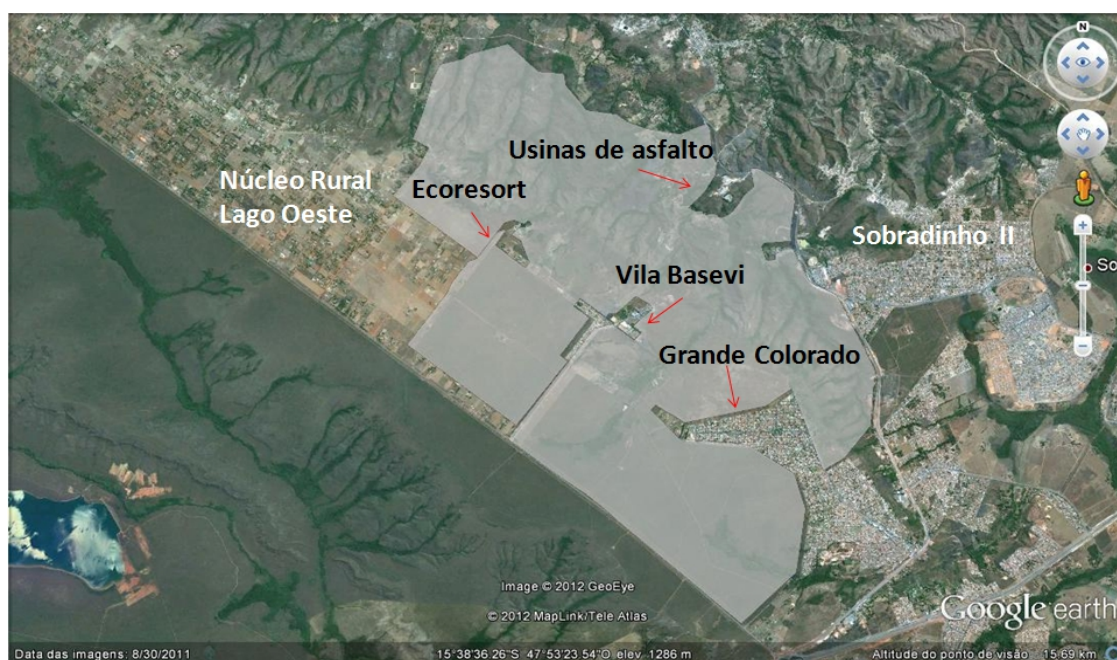 N
Usinas de asfalto
Núcleo Rural
Lago Oeste
Ecoresort
Sobradinho II
So
Vila Basevi
Grande Colorado
Image © 2012 GeoEye
© 2012 MapLink/Tele Atlas
Google earth
Data das imagens: 8/30/2011
15°38'36.26"S 47°53'23.54"O elev 1286 m
Altitude do ponto de visão 15.69 km